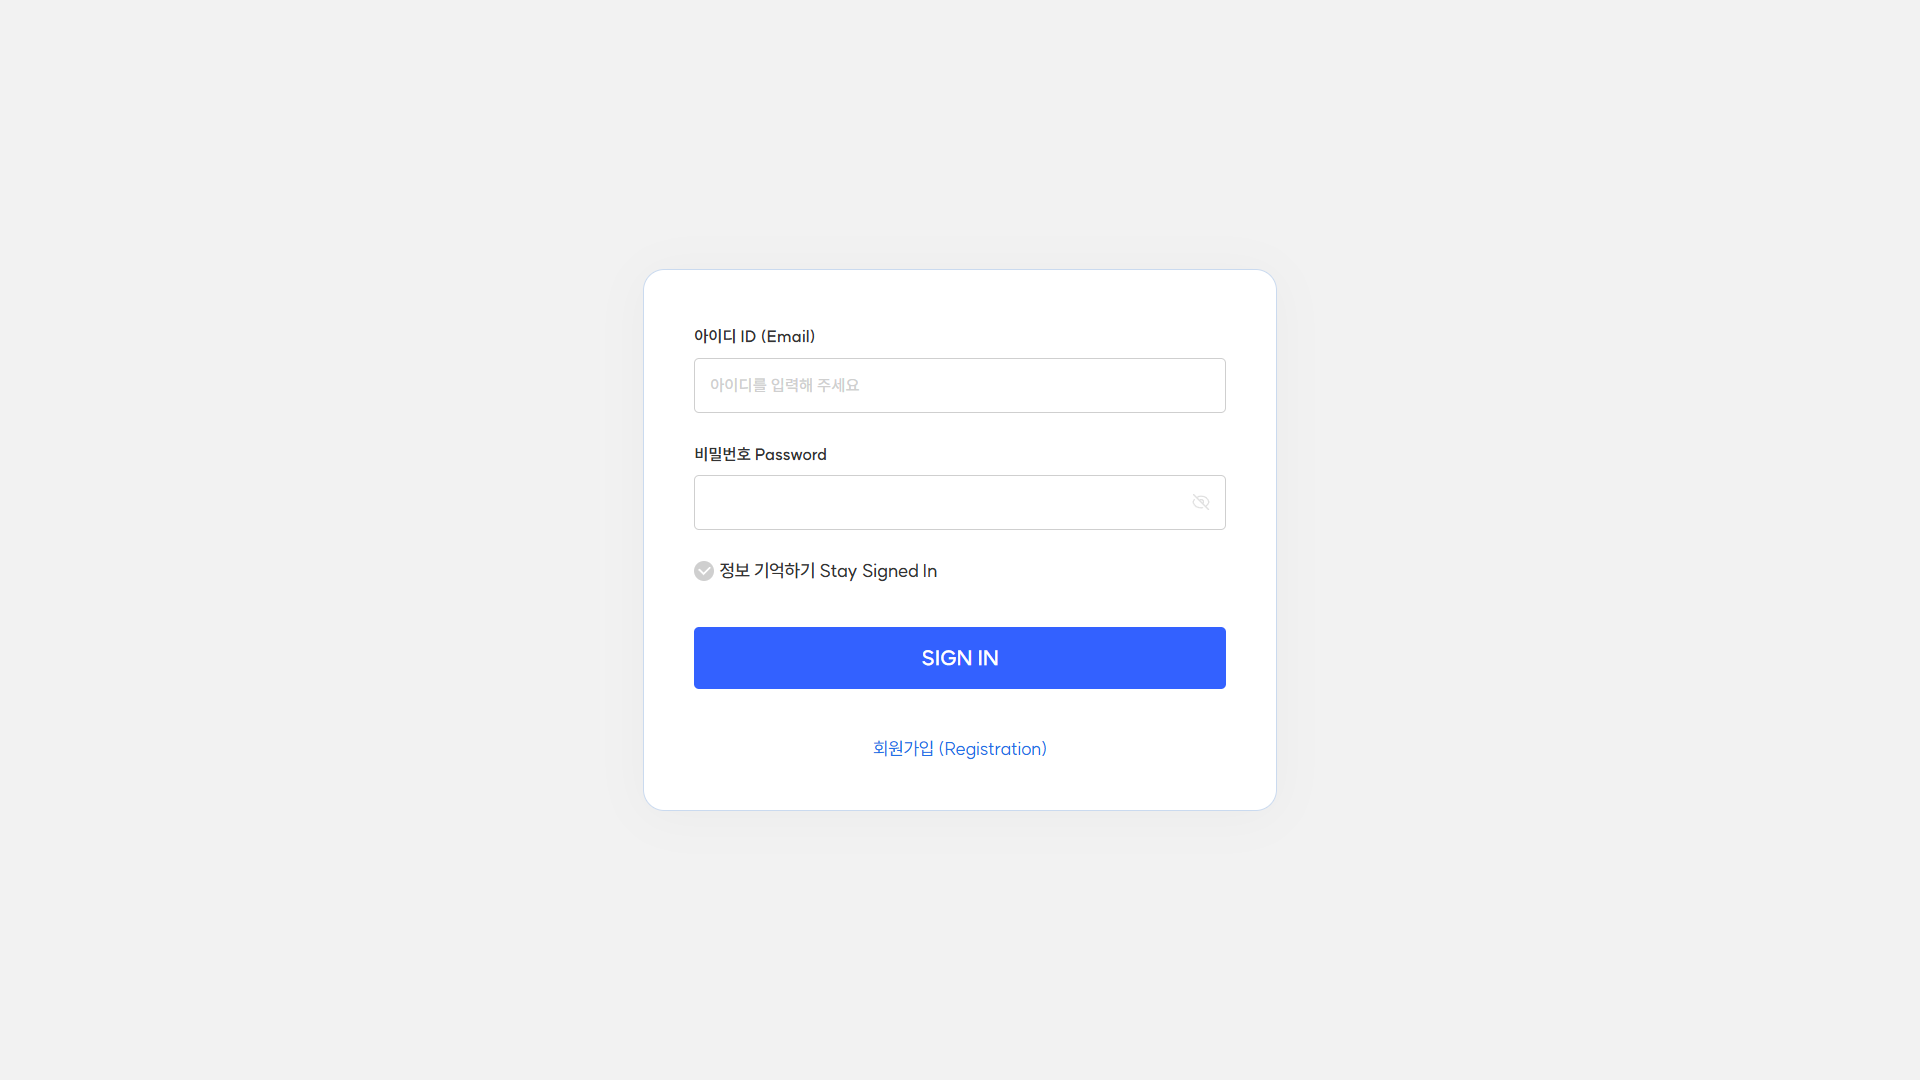 아이디 ID (Email)
아이디를 입력해 주세요
비밀번호 Password
정보 기억하기 Stay Signed In
SIGN IN
회원가입 (Registration)